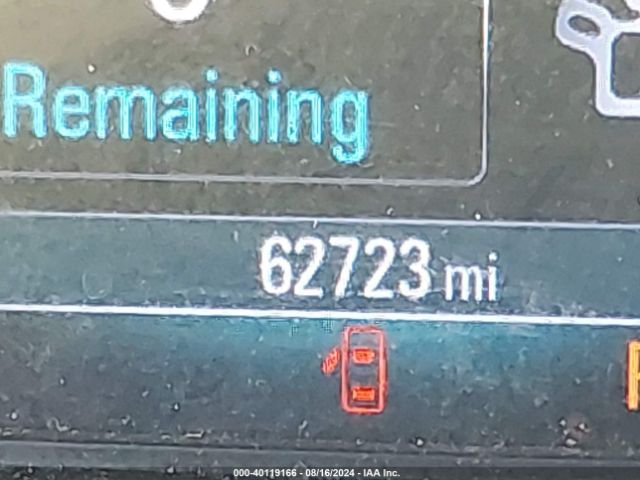 Remaining
62723 mi
000-40119166 - 08/16/2024 - IAA Inc.